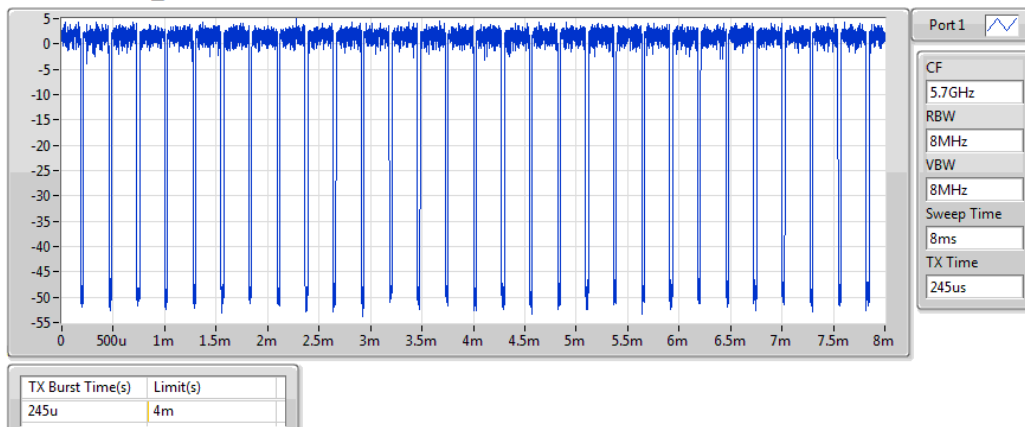 5
0
-5
-10
-15
-20
-25
-30
-35
-40
-45
-50
-55
0 500u 1m 1.5m 2m 2.5m 3m 3.5m 4m 4.5m 5m 5.5m 6m 6.5m 7m 7.5m 8m
Port 1
CF
5.7GHz
RBW
8MHz
VBW
8MHz
Sweep Time
8ms
TX Time
245us
TX Burst Time(s) Limit(s)
245u 4m